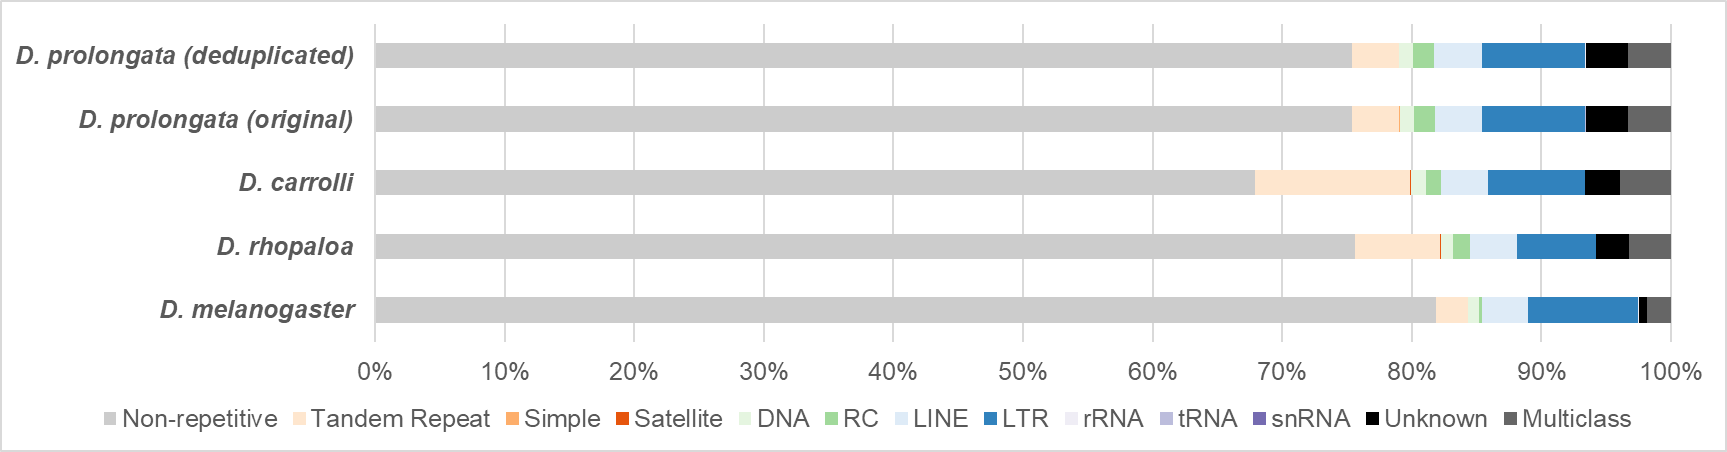 D. prolongata (deduplicated)
D. prolongata (original)
D. carrolli
D. rhopaloa
D. melanogaster
0% 10% 20% 30% 40% 50% 60% 70% 80% 90% 100%
Non-repetitive Tandem Repeat Simple Satellite DNA RC LINE LTR rRNA tRNA snRNA Unknown Multiclass